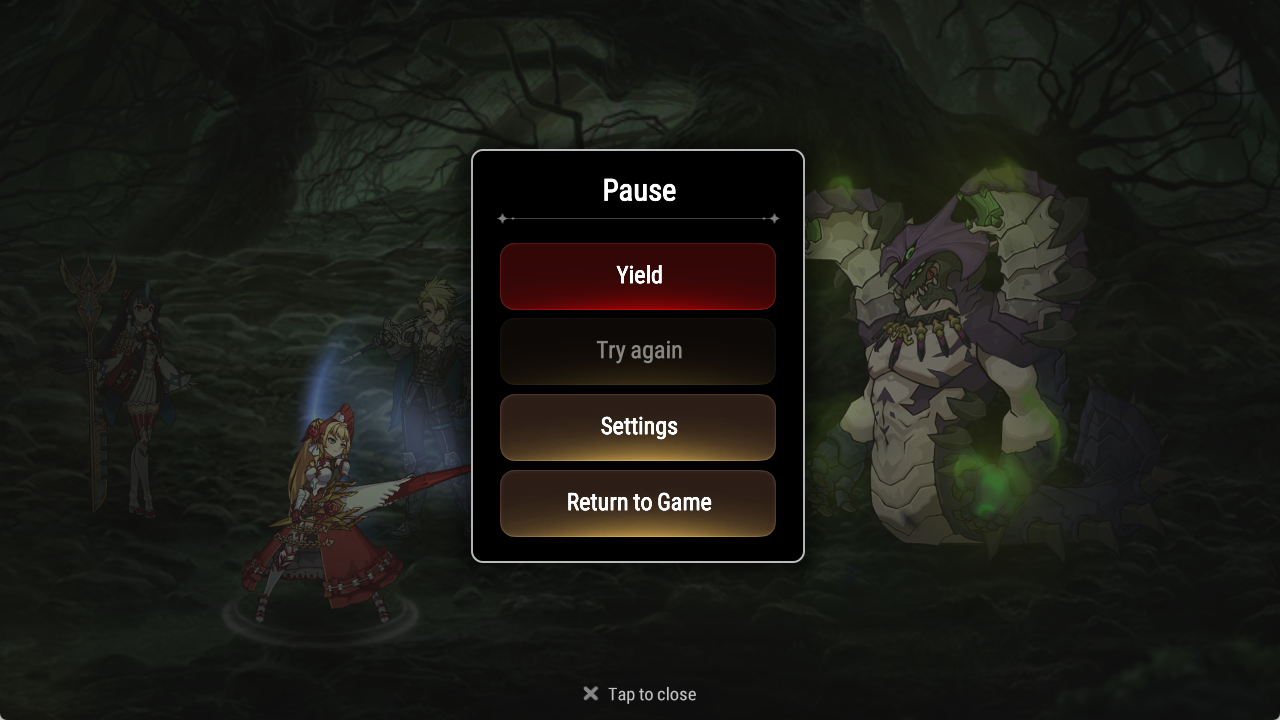 Pause
Yield
Try again
Settings
Return to Game
Tap to close